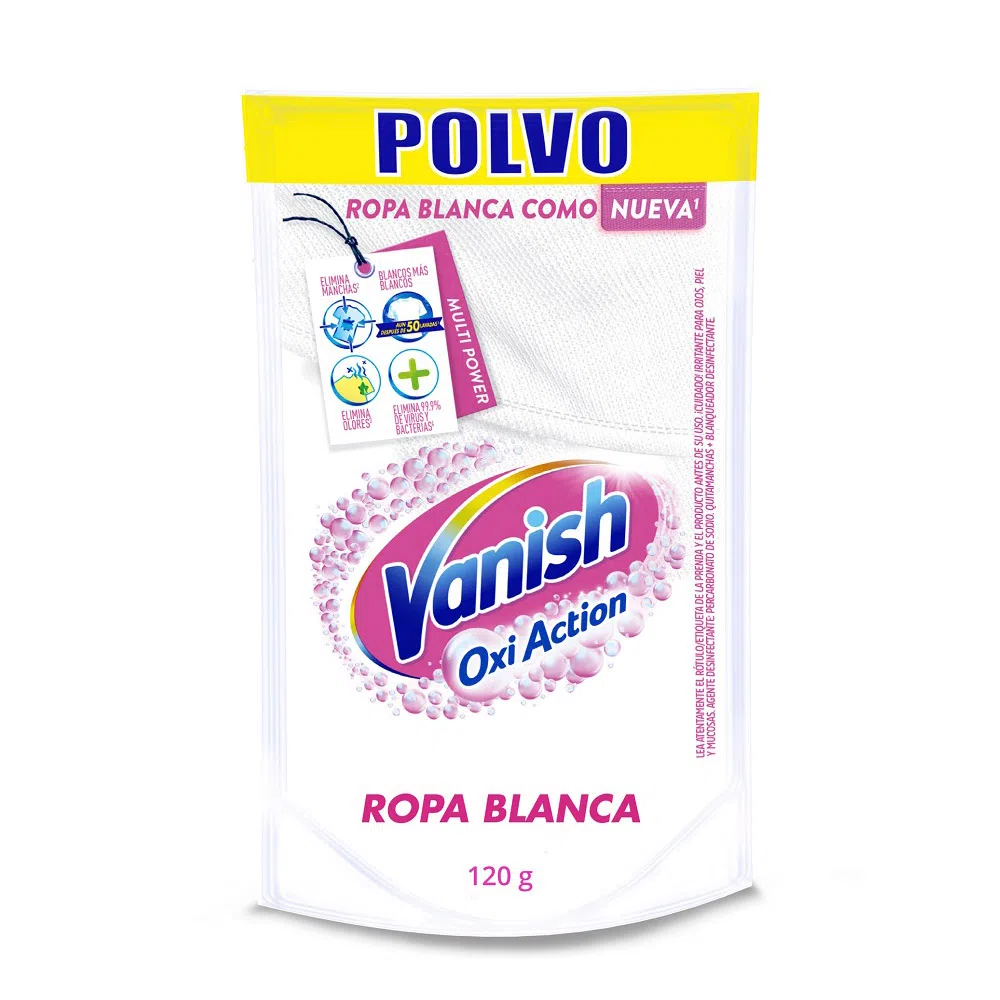 POLVO
ROPA BLANCA COMO NUEVA¹
ELIMINA
MANCHAS²
BLANCOS MÁS
BLANCOS
AUN
DESPUÉS DE 50 LAVADAS³
ELIMINA
OLORES²
ELIMINA 99.9%
DE VIRUS Y
BACTERIAS⁴
MULTI POWER
Vanish
Oxi Action
LEA ATENTAMENTE EL RÓTULO/ETIQUETA DE LA PRENDA Y EL PRODUCTO ANTES DE SU USO. ¡CUIDADO! IRRITANTE PARA OJOS, PIEL
Y MUCOSAS. AGENTE DESINFECTANTE: PERCARBONATO DE SODIO. QUITAMANCHAS + BLANQUEADOR DESINFECTANTE.
ROPA BLANCA
120 g